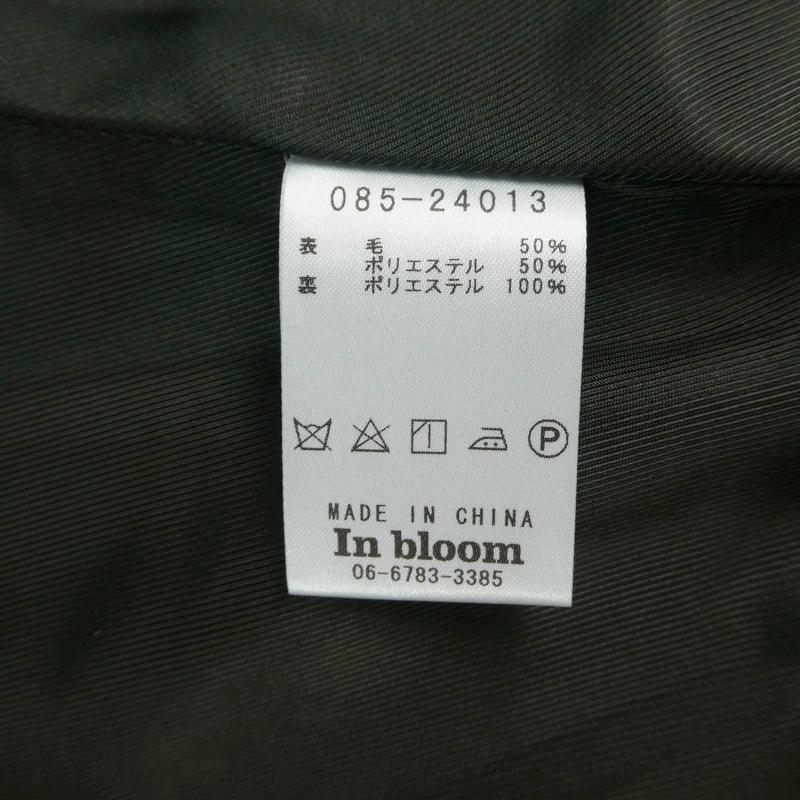 085-24013
表 毛 50%
ポリエステル 50%
裏 ポリエステル 100%
P
MADE IN CHINA
In bloom
06-6783-3385